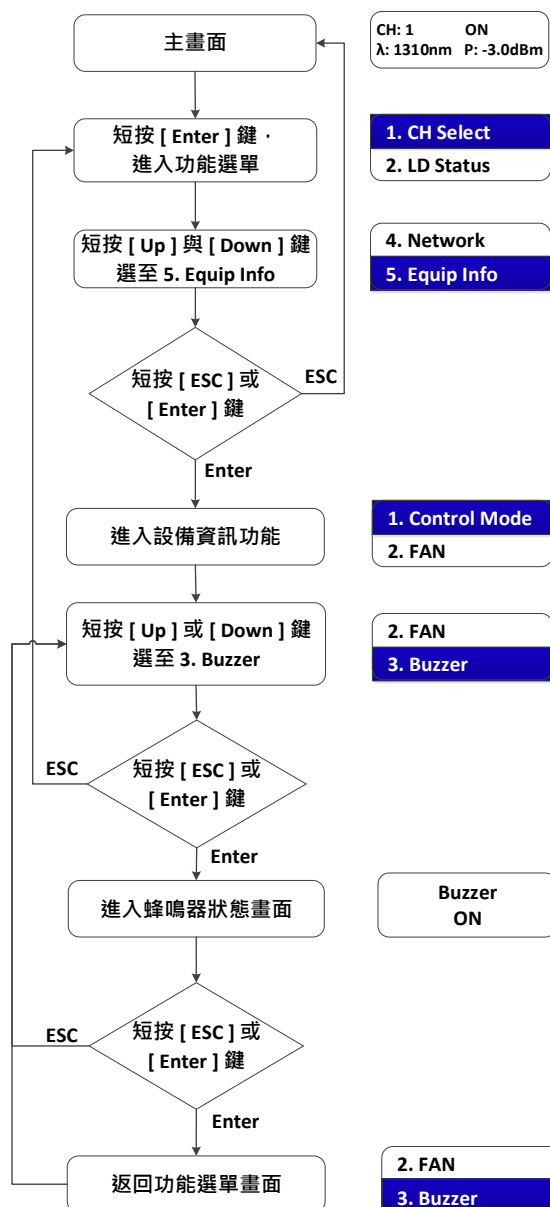 主畫面
CH: 1 ON
λ: 1310nm P: -3.0dBm
短按 [ Enter ] 鍵，
進入功能選單
1. CH Select
2. LD Status
短按 [ Up ] 與 [ Down ] 鍵
選至 5. Equip Info
4. Network
5. Equip Info
短按 [ ESC ] 或
[ Enter ] 鍵
ESC
Enter
進入設備資訊功能
1. Control Mode
2. FAN
短按 [ Up ] 或 [ Down ] 鍵
選至 3. Buzzer
2. FAN
3. Buzzer
短按 [ ESC ] 或
[ Enter ] 鍵
ESC
Enter
進入蜂鳴器狀態畫面
Buzzer
ON
短按 [ ESC ] 或
[ Enter ] 鍵
ESC
Enter
返回功能選單畫面
2. FAN
3. Buzzer